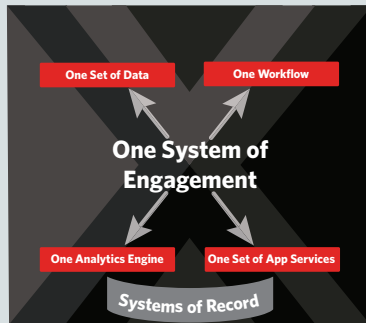 One Set of Data
One Workflow
One System of
Engagement
One Analytics Engine
One Set of App Services
Systems of Record